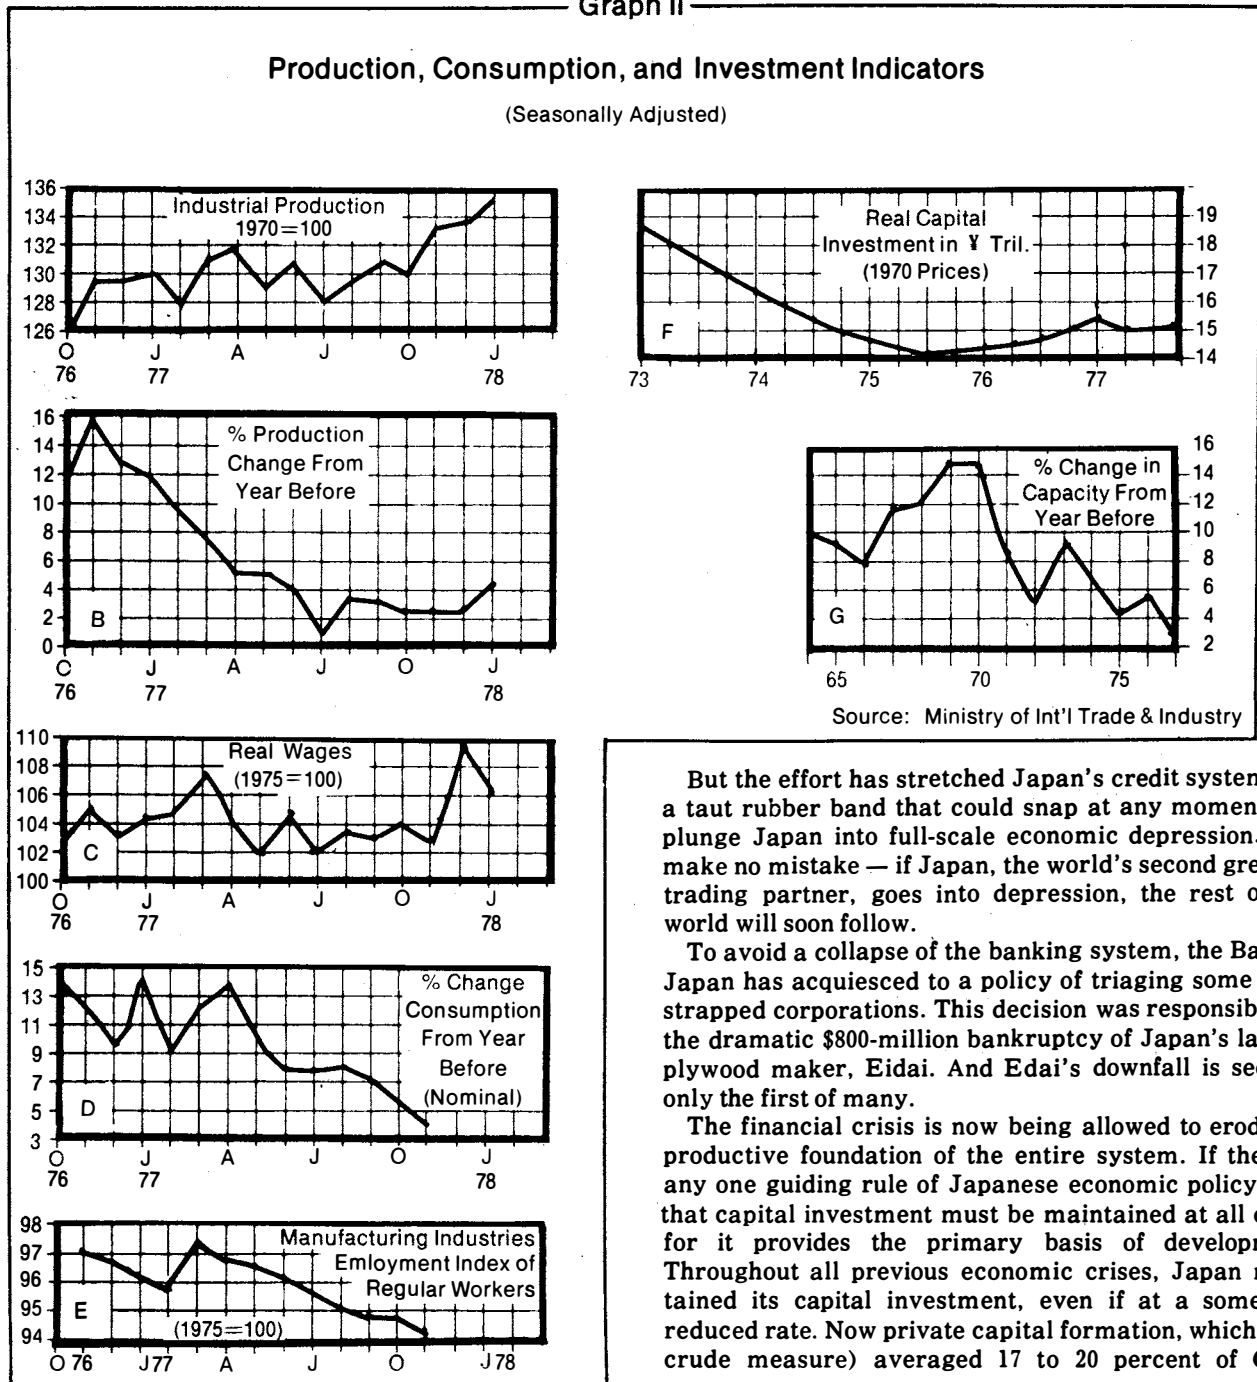 Graph II
Production, Consumption, and Investment Indicators
(Seasonally Adjusted)
136
134
132
130
128
126
Industrial Production
1970=100
O J A J O J
76 77 78
16
14
12
10
8
6
4
2
0
% Production
Change From
Year Before
B
C J A J O J
76 77 78
110
108
106
104
102
100
Real Wages
(1975=100)
C
O J A J O J
76 77 78
15
13
11
9
7
5
3
% Change
Consumption
From Year
Before
(Nominal)
D
O J A J O J
76 77 78
98
97
96
95
94
Manufacturing Industries
Emloyment Index of
Regular Workers
E
(1975=100)
O 76 J77 A J O J78
Real Capital
Investment in ¥ Tril.
(1970 Prices)
F
19
18
17
16
15
14
73 74 75 76 77
% Change in
Capacity From
Year Before
G
16
14
12
10
8
6
4
2
65 70 75
Source: Ministry of Int'l Trade & Industry
But the effort has stretched Japan's credit system
a taut rubber band that could snap at any
plunge Japan into full-scale economic depression.
make no mistake — if Japan, the world's second
trading partner, goes into depression, the rest
world will soon follow.
To avoid a collapse of the banking system, the
Japan has acquiesced to a policy of triaging some
strapped corporations. This decision was
the dramatic $800-million bankruptcy of Japan's
plywood maker, Eidai. And Edai's downfall is
only the first of many.
The financial crisis is now being allowed to
productive foundation of the entire system. If
any one guiding rule of Japanese economic policy
that capital investment must be maintained at all
for it provides the primary basis of
Throughout all previous economic crises, Japan
tained its capital investment, even if at a
reduced rate. Now private capital formation, which
crude measure) averaged 17 to 20 percent of